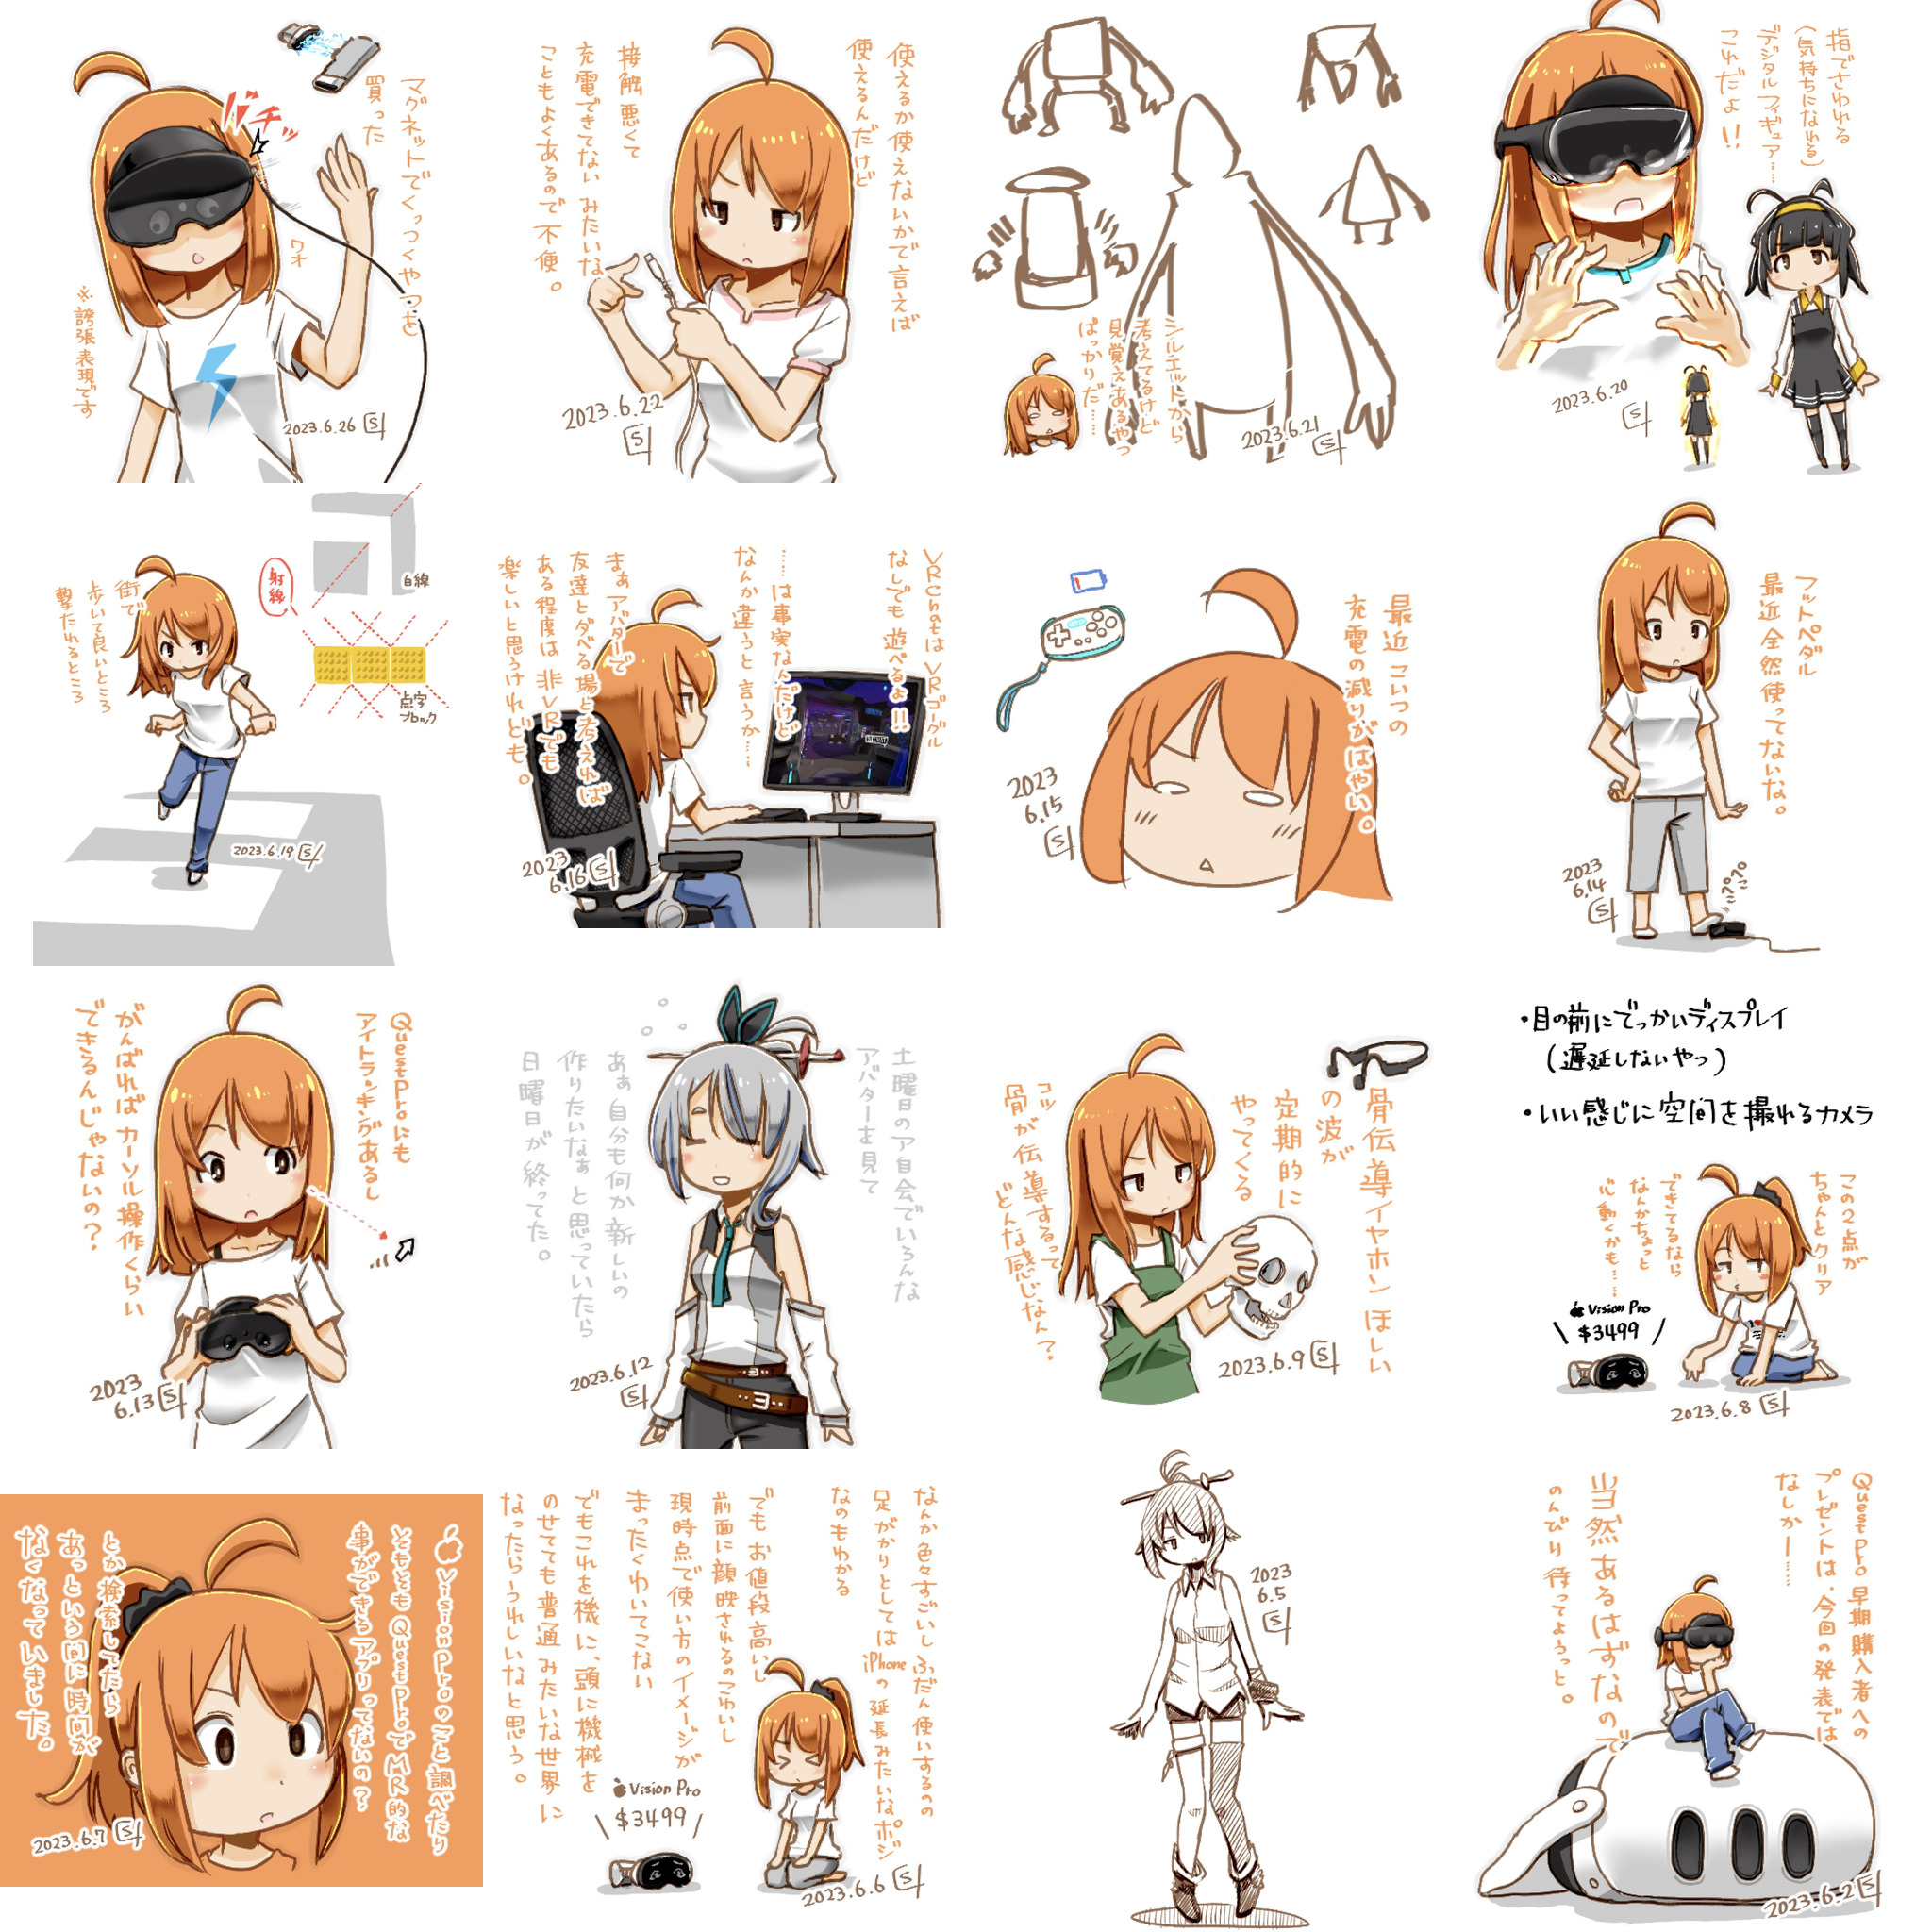 マグネットでくっつくやつを
買った
バチッ
ワオ
※誇張表現です
2023.6.26
使えるか使えないかで言えば
使えるんだけど
接触悪くて
充電できてないみたいな
こともよくあるので不便。
2023.6.22
シルエットから
考えてるけど
見覚えあるやつ
ばっかりだ……
2023.6.21
指でさわれる
(気持ちになれる)
デジタルフィギュア…
これだよ!!
2023.6.20
街で
歩いて良いところ
撃たれるところ
射線
白線
点字
ブロック
2023.6.19
VRChatはVRゴーグル
なしでも遊べるよ!!
……は事実なんだけど
なんか違うと言うか…
まぁアバターで
友達とダベる場と考えれば
ある程度は非VRでも
楽しいと思うけれども。
2023
6.16
最近こいつの
充電の減りがはやい。
2023
6.15
フットペダル
最近全然使ってないな。
2023
6.14
QuestProにも
アイトラッキングあるし
がんばればカーソル操作くらい
できるんじゃないの?
2023
6.13
土曜日のア自会でいろんな
アバターを見て
あぁ自分も何か新しいの
作りたいなぁと思っていたら
日曜日が終ってた。
2023.6.12
骨伝導イヤホンほしい
の波が
定期的に
やってくる
コツ
骨が伝導するって
どんな感じなん?
2023.6.9
・目の前にでっかいディスプレイ
(遅延しないやつ)
・いい感じに空間を撮れるカメラ
この2点が
ちゃんとクリア
できてるなら
なんかちょっと
心動くかも……
Vision Pro
$3499
2023.6.8
VisionProのこと調べたり
そもそもQuestProでMR的な
事ができるアプリってないの?
とか検索してたら
あっという間に時間が
なくなっていました。
2023.6.7
なんか色々すごいしふだん使いするのの
足がかりとしてはiPhoneの延長みたいなポジ
なのもわかる
でもお値段高いし
前面に顔映されるのこわいし
現時点で使い方のイメージが
まったくわいてこない
でもこれを機に、頭に機械を
のせてても普通みたいな世界に
なったらうれしいなと思う。
Vision Pro
$3499
2023.6.6
2023
6.5
QuestPro早期購入者への
プレゼントは、今回の発表では
なしかー……
当然あるはずなので
のんびり待ってようっと。
2023.6.2